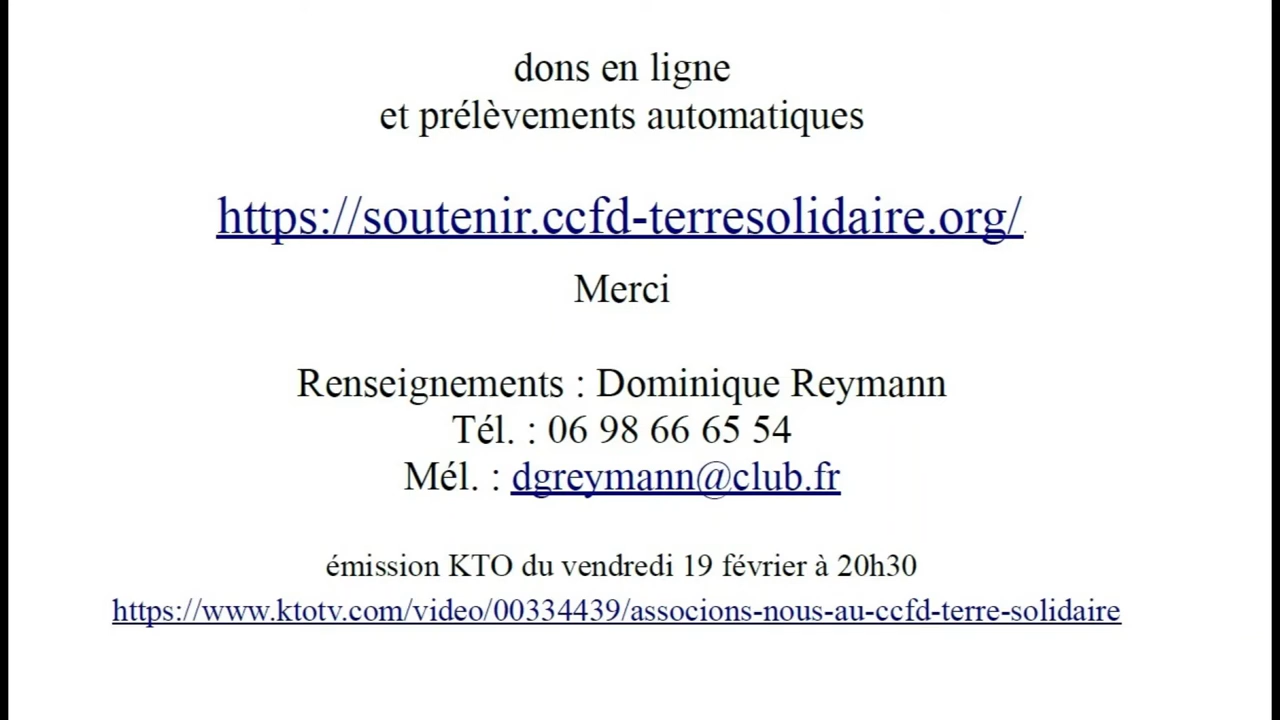 dons en ligne
et prélèvements automatiques
https://soutenir.ccfd-terresolidaire.org/.
Merci
Renseignements : Dominique Reymann
Tél. : 06 98 66 65 54
Mél. : dgreymann@club.fr
émission KTO du vendredi 19 février à 20h30
https://www.ktotv.com/video/00334439/associons-nous-au-ccfd-terre-solidaire